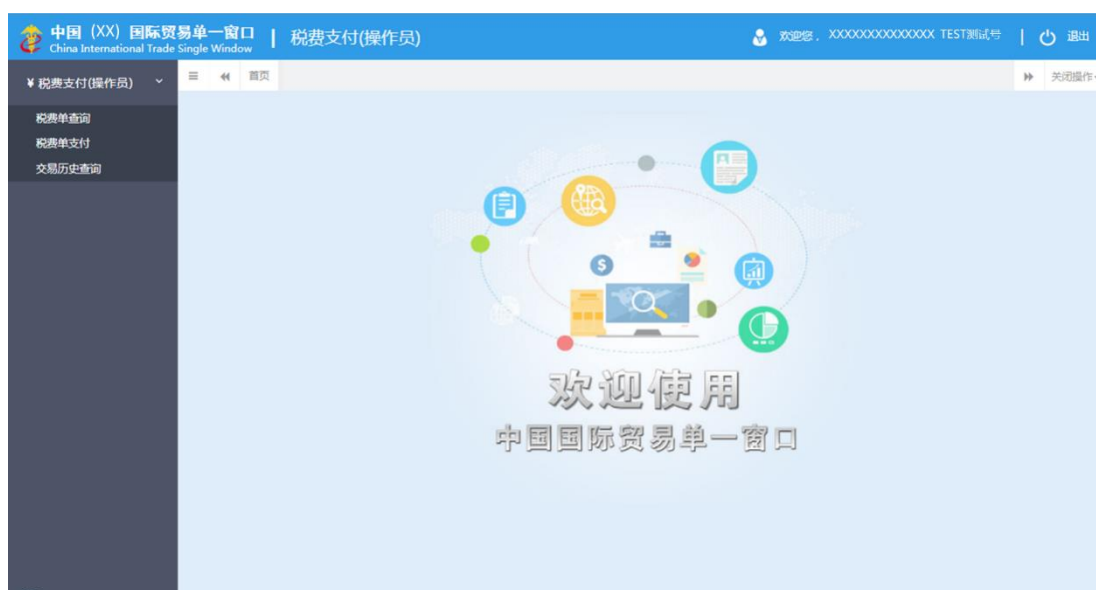 中国（XX）国际贸易单一窗口 | 税费支付(操作员)
China International Trade Single Window
欢迎您， XXXXXXXXXXXXXX TEST测试号 | 退出
¥ 税费支付(操作员)
首页
关闭操作
税费单查询
税费单支付
交易历史查询
欢迎使用
中国国际贸易单一窗口